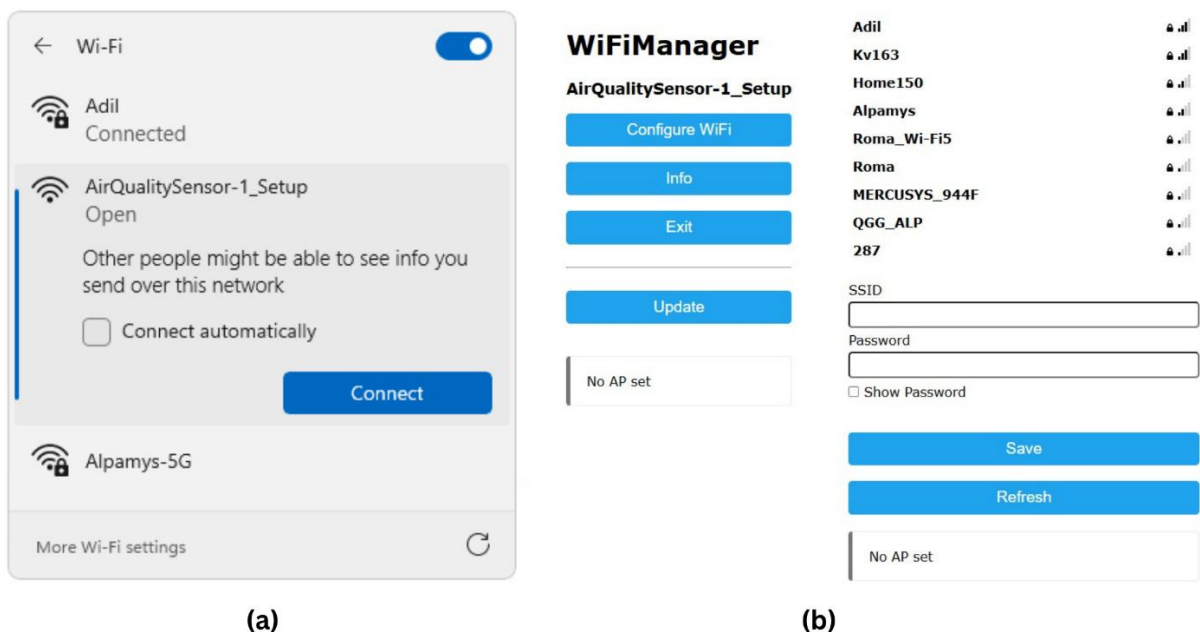 Wi-Fi
Adil
Connected
AirQualitySensor-1_Setup
Open
Other people might be able to see info you
send over this network
Connect automatically
Connect
Alpamys-5G
More Wi-Fi settings
(a)
WiFiManager
AirQualitySensor-1_Setup
Configure WiFi
Info
Exit
Update
No AP set
Adil
Kv163
Home150
Alpamys
Roma_Wi-Fi5
Roma
MERCUSYS_944F
QGG_ALP
287
SSID
Password
Show Password
Save
Refresh
No AP set
(b)